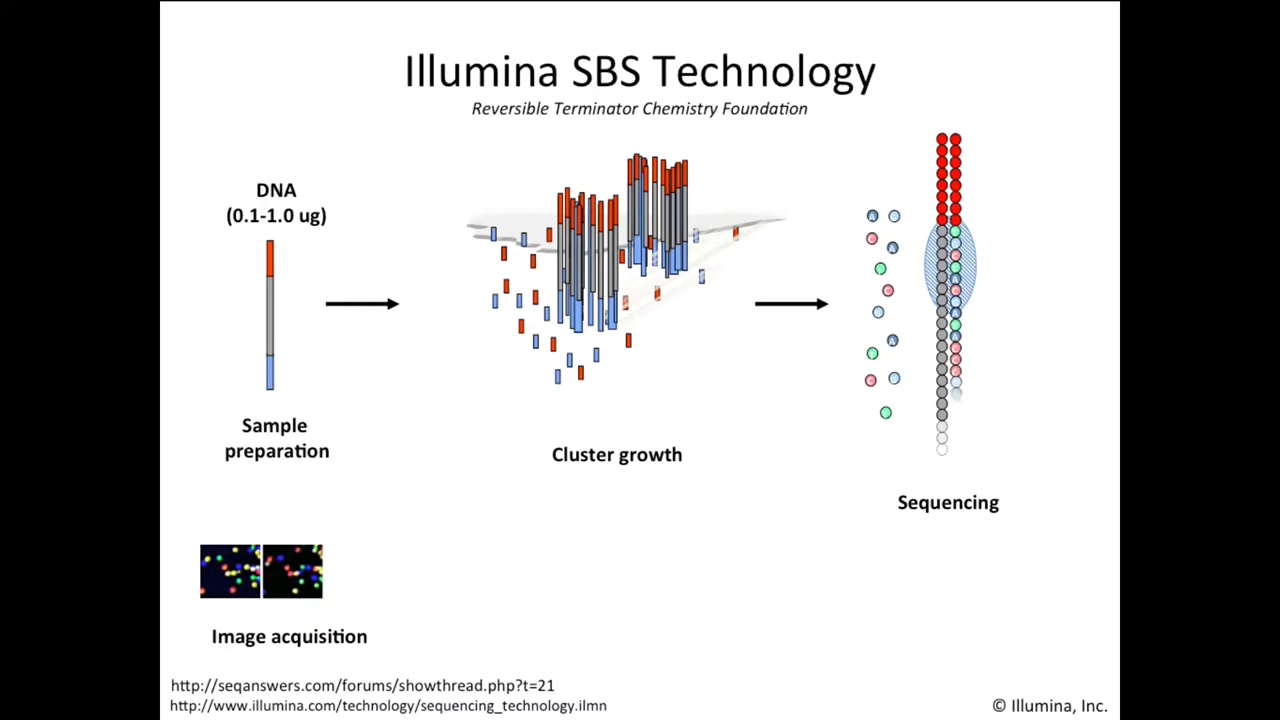 Illumina SBS Technology
Reversible Terminator Chemistry Foundation
DNA
(0.1-1.0 ug)
Sample
preparation
Cluster growth
Sequencing
Image acquisition
http://seqanswers.com/forums/showthread.php?t=21
http://www.illumina.com/technology/sequencing_technology.ilmn
© Illumina, Inc.